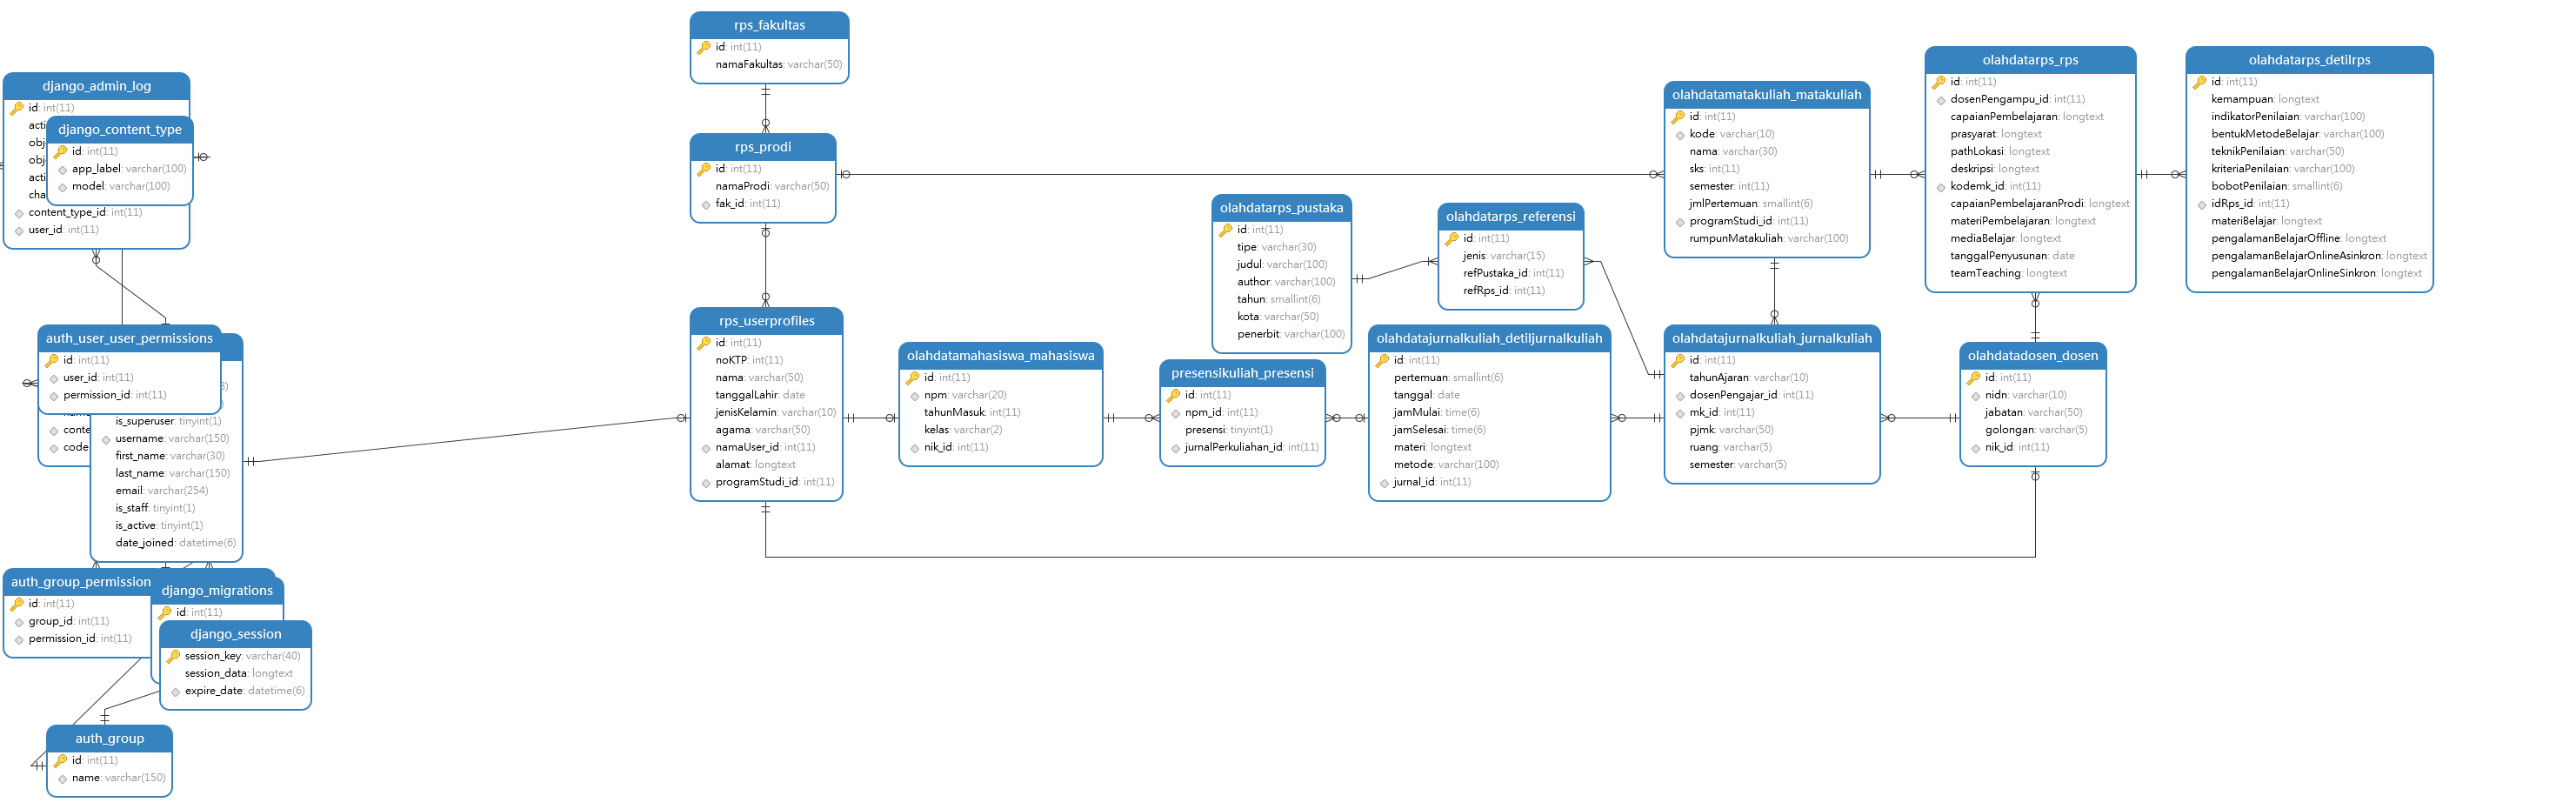 rps_fakultas
id: int(11)
namaFakultas: varchar(50)
django_admin_log
id: int(11)
acti
obj
obj
acti
cha
content_type_id: int(11)
user_id: int(11)
django_content_type
id: int(11)
app_label: varchar(100)
model: varchar(100)
rps_prodi
id: int(11)
namaProdi: varchar(50)
fak_id: int(11)
olahdatamatakuliah_matakuliah
id: int(11)
kode: varchar(10)
nama: varchar(30)
sks: int(11)
semester: int(11)
jmlPertemuan: smallint(6)
programStudi_id: int(11)
rumpunMatakuliah: varchar(100)
olahdatarps_rps
id: int(11)
dosenPengampu_id: int(11)
capaianPembelajaran: longtext
prasyarat: longtext
pathLokasi: longtext
deskripsi: longtext
kodemk_id: int(11)
capaianPembelajaranProdi: longtext
materiPembelajaran: longtext
mediaBelajar: longtext
tanggalPenyusunan: date
teamTeaching: longtext
olahdatarps_detilrps
id: int(11)
kemampuan: longtext
indikatorPenilaian: varchar(100)
bentukMetodeBelajar: varchar(100)
teknikPenilaian: varchar(50)
kriteriaPenilaian: varchar(100)
bobotPenilaian: smallint(6)
idRps_id: int(11)
materiBelajar: longtext
pengalamanBelajarOffline: longtext
pengalamanBelajarOnlineAsinkron: longtext
pengalamanBelajarOnlineSinkron: longtext
olahdatarps_pustaka
id: int(11)
tipe: varchar(30)
judul: varchar(100)
author: varchar(100)
tahun: smallint(6)
kota: varchar(50)
penerbit: varchar(100)
olahdatarps_referensi
id: int(11)
jenis: varchar(15)
refPustaka_id: int(11)
refRps_id: int(11)
auth_user_user_permissions
id: int(11)
user_id: int(11)
permission_id: int(11)
conte
code
is_superuser: tinyint(1)
username: varchar(150)
first_name: varchar(30)
last_name: varchar(150)
email: varchar(254)
is_staff: tinyint(1)
is_active: tinyint(1)
date_joined: datetime(6)
rps_userprofiles
id: int(11)
noKTP: int(11)
nama: varchar(50)
tanggalLahir: date
jenisKelamin: varchar(10)
agama: varchar(50)
namaUser_id: int(11)
alamat: longtext
programStudi_id: int(11)
olahdatamahasiswa_mahasiswa
id: int(11)
npm: varchar(20)
tahunMasuk: int(11)
kelas: varchar(2)
nik_id: int(11)
presensikuliah_presensi
id: int(11)
npm_id: int(11)
presensi: tinyint(1)
jurnalPerkuliahan_id: int(11)
olahdatajurnalkuliah_detiljurnalkuliah
id: int(11)
pertemuan: smallint(6)
tanggal: date
jamMulai: time(6)
jamSelesai: time(6)
materi: longtext
metode: varchar(100)
jurnal_id: int(11)
olahdatajurnalkuliah_jurnalkuliah
id: int(11)
tahunAjaran: varchar(10)
dosenPengajar_id: int(11)
mk_id: int(11)
pjmk: varchar(50)
ruang: varchar(5)
semester: varchar(5)
olahdatadosen_dosen
id: int(11)
nidn: varchar(10)
jabatan: varchar(50)
golongan: varchar(5)
nik_id: int(11)
auth_group_permission
id: int(11)
group_id: int(11)
permission_id: int(11)
django_migrations
id: int(11)
django_session
session_key: varchar(40)
session_data: longtext
expire_date: datetime(6)
auth_group
id: int(11)
name: varchar(150)